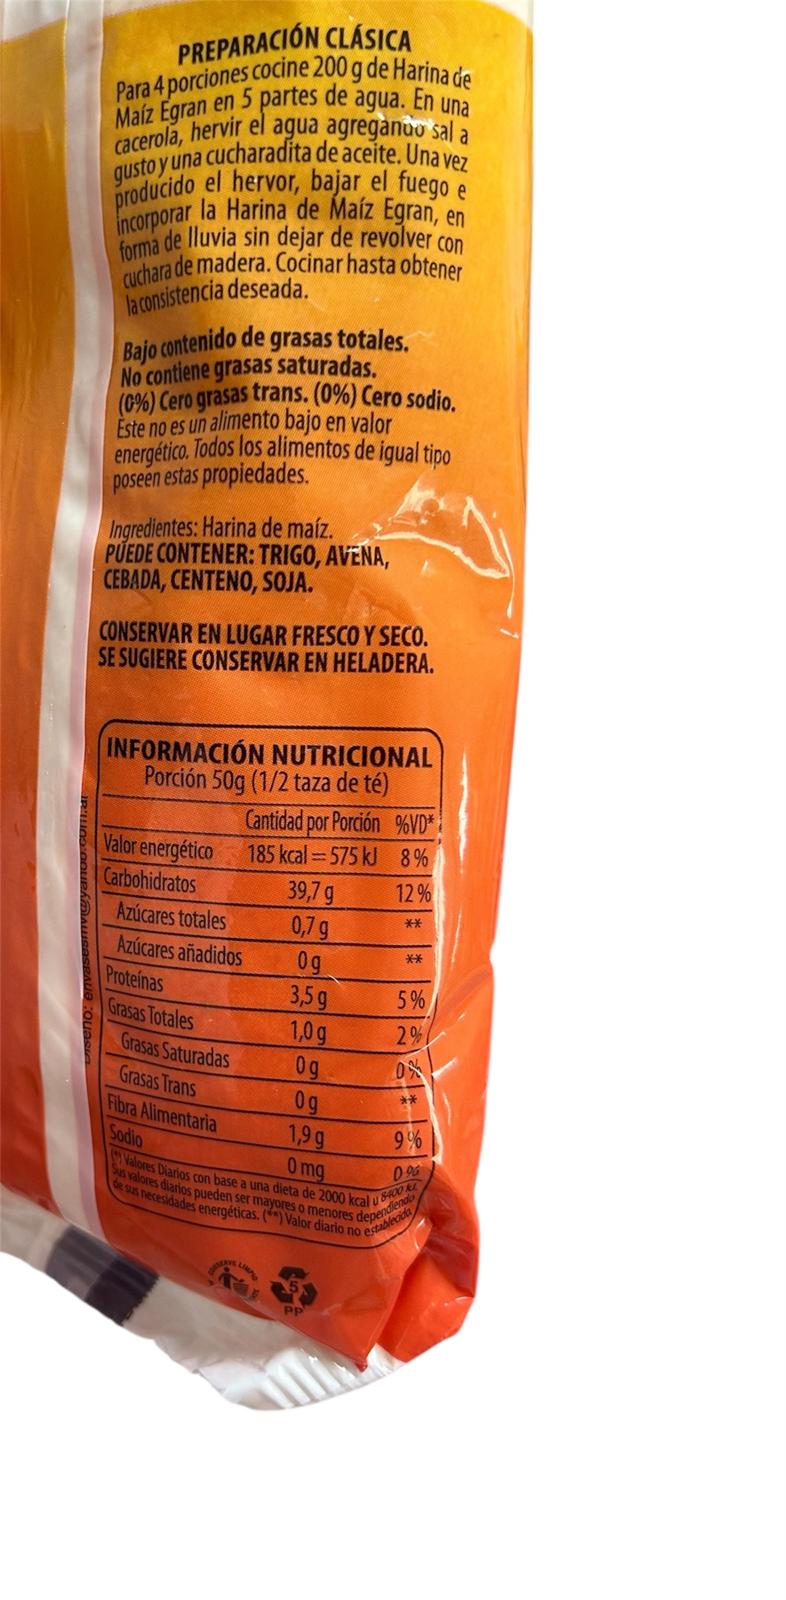 PREPARACIÓN CLÁSICA
Para 4 porciones cocine 200 g de Harina de
Maíz Egran en 5 partes de agua. En una
cacerola, hervir el agua agregando sal a
gusto y una cucharadita de aceite. Una vez
producido el hervor, bajar el fuego e
incorporar la Harina de Maíz Egran, en
forma de lluvia sin dejar de revolver con
cuchara de madera. Cocinar hasta obtener
la consistencia deseada.
Bajo contenido de grasas totales.
No contiene grasas saturadas.
(0%) Cero grasas trans. (0%) Cero sodio.
Este no es un alimento bajo en valor
energético. Todos los alimentos de igual tipo
poseen estas propiedades.
Ingredientes: Harina de maíz.
PUEDE CONTENER: TRIGO, AVENA,
CEBADA, CENTENO, SOJA.
CONSERVAR EN LUGAR FRESCO Y SECO.
SE SUGIERE CONSERVAR EN HELADERA.
INFORMACIÓN NUTRICIONAL
Porción 50g (1/2 taza de té)
Cantidad por Porción %VD*
Valor energético 185 kcal = 575 kJ 8%
Carbohidratos 39,7 g 12%
Azúcares totales 0,7 g **
Azúcares añadidos 0 g **
Proteínas 3,5 g 5%
Grasas Totales 1,0 g 2%
Grasas Saturadas 0 g 0%
Grasas Trans 0 g **
Fibra Alimentaria 1,9 g 9%
Sodio 0 mg 0%
(*) Valores Diarios con base a una dieta de 2000 kcal u 8400 kJ.
Sus valores diarios pueden ser mayores o menores dependiendo
de sus necesidades energéticas. (**) Valor diario no establecido.
Diseño: envasesmv@yahoo.com.ar
CONSERVE LIMPIO
5
PP